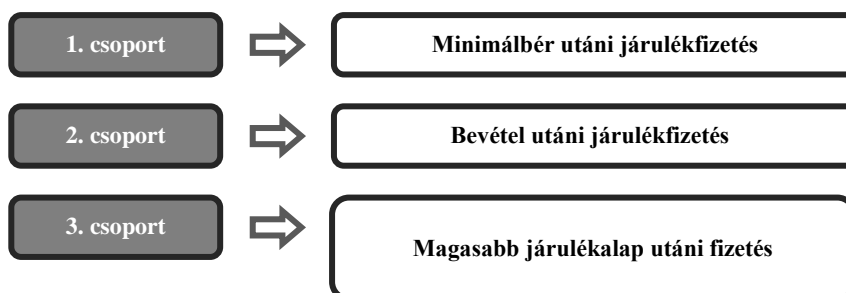 1. csoport
Minimálbér utáni járulékfizetés
2. csoport
Bevétel utáni járulékfizetés
3. csoport
Magasabb járulékalap utáni fizetés